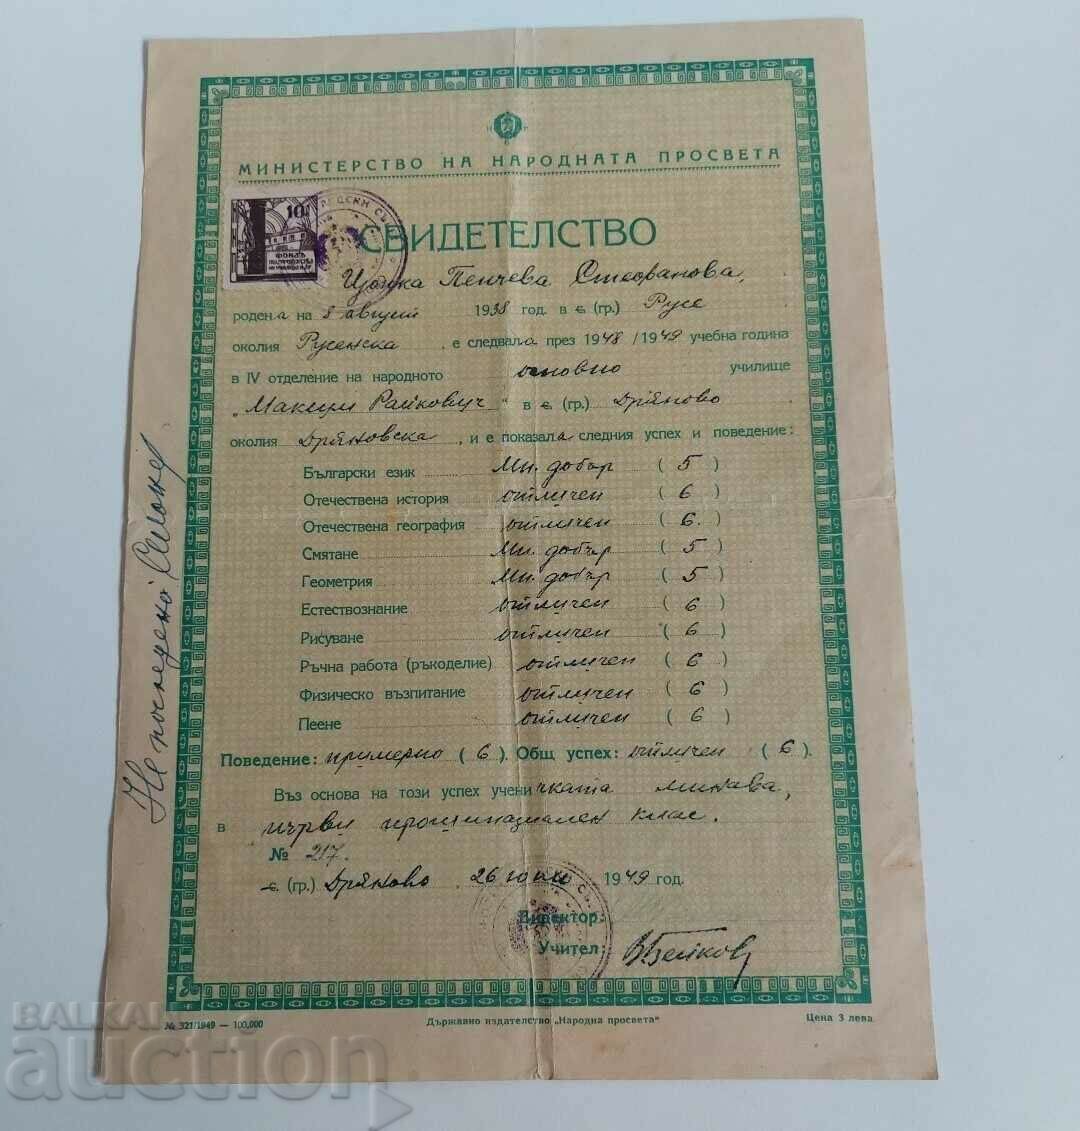 МИНИСТЕРСТВО НА НАРОДНАТА ПРОСВЕТА
10
ФОНДЪ
СВИДЕТЕЛСТВО
Цонка Пенчева Стефанова,
родена на 8 август 1938 год. в с. (гр.) Русе
околия Русенска, е следвала през 1948/1949 учебна година
в IV отделение на народното основно училище
„Максим Райкович" в с. (гр.) Дряново
околия Дряновска, и е показала следния успех и поведение:
Български език Мн. добър ( 5 )
Отечествена история отличен ( 6 )
Отечествена география отличен ( 6. )
Смятане Мн. добър ( 5 )
Геометрия Мн. добър ( 5 )
Естествознание отличен ( 6 )
Рисуване отличен ( 6 )
Ръчна работа (ръкоделие) отличен ( 6 )
Физическо възпитание отличен ( 6 )
Пеене отличен ( 6 )
Поведение: примерно ( 6 ). Общ успех: отличен ( 6 ).
Въз основа на този успех ученичката минава,
в първи прогимназиален клас.
№ 217.
с. (гр.) Дряново 26 юни 1949 год.
Директор:
Учител:
№ 321/1949 — 100,000
Държавно издателство „Народна просвета"
Цена 3 лева
BALKAN
auction